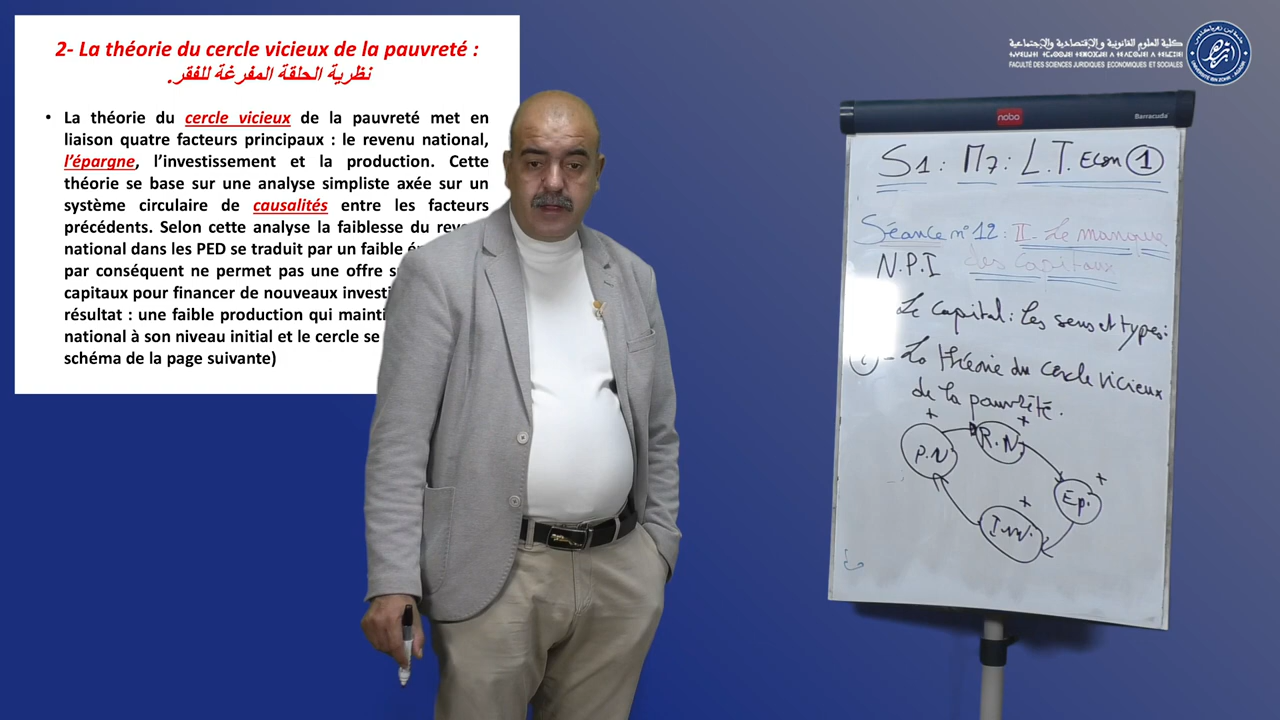 2- La théorie du cercle vicieux de la pauvreté :
نظرية الحلقة المفرغة للفقر.
• La théorie du cercle vicieux de la pauvreté met en
liaison quatre facteurs principaux : le revenu national,
l'épargne, l'investissement et la production. Cette
théorie se base sur une analyse simpliste axée sur un
système circulaire de causalités entre les facteurs
précédents. Selon cette analyse la faiblesse du
national dans les PED se traduit par un faible
par conséquent ne permet pas une offre
capitaux pour financer de nouveaux
résultat : une faible production qui
national à son niveau initial et le cercle se
schéma de la page suivante)
كلية العلوم القانونية والاقتصادية والاجتماعية
FACULTÉ DES SCIENCES JURIDIQUES ECONOMIQUES ET SOCIALES
nobo
Barracuda
S1: M7: L.T. Econ 1
Séance n° 12: II- Le manque
des capitaux
N.P.I
Le capital: les sens et types:
- La théorie du cercle vicieux
de la pauvrété.
+ +
P.N R.N
+
Ep.
+
Inv.